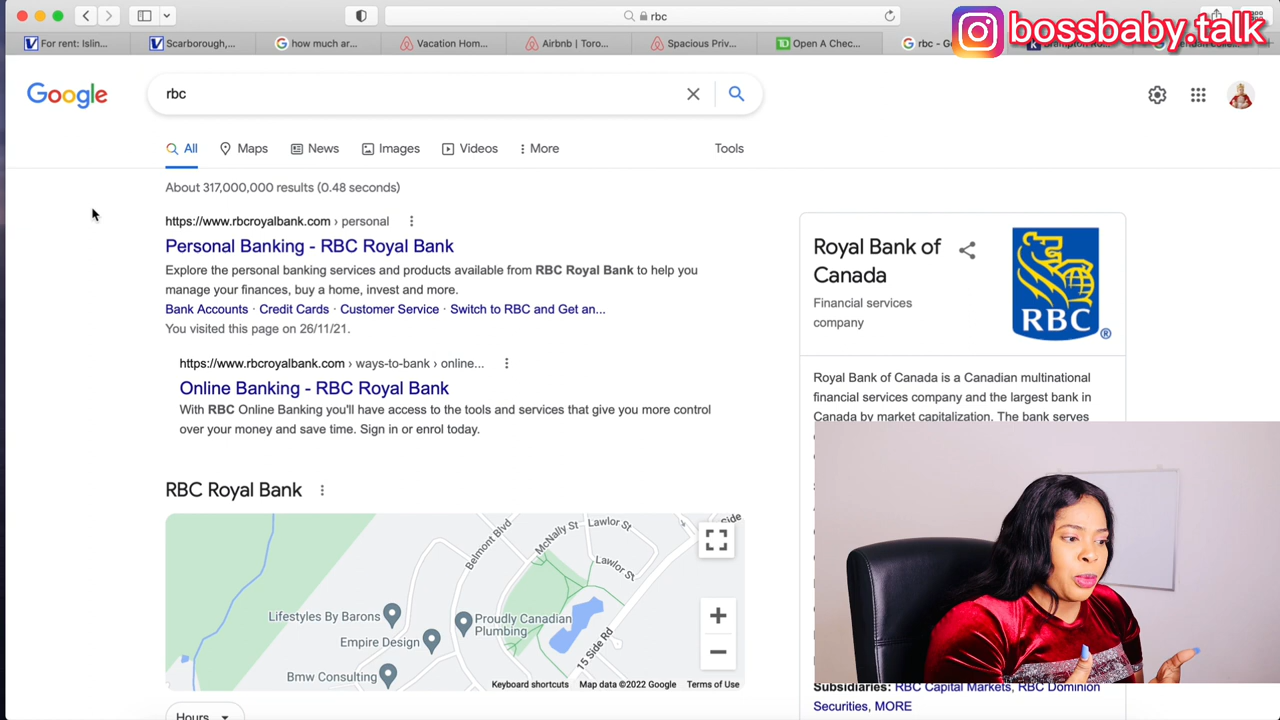 rbc
bossbaby.talk
For rent: Islin...
Scarborough,...
how much ar...
Vacation Hom...
Airbnb | Toro...
Spacious Priv...
Open A Chec...
rbc - G
Google
rbc
All
Maps
News
Images
Videos
More
Tools
About 317,000,000 results (0.48 seconds)
https://www.rbcroyalbank.com › personal
Personal Banking - RBC Royal Bank
Explore the personal banking services and products available from RBC Royal Bank to help you
manage your finances, buy a home, invest and more.
Bank Accounts · Credit Cards · Customer Service · Switch to RBC and Get an...
You visited this page on 26/11/21.
https://www.rbcroyalbank.com › ways-to-bank › online...
Online Banking - RBC Royal Bank
With RBC Online Banking you'll have access to the tools and services that give you more control
over your money and save time. Sign in or enrol today.
RBC Royal Bank
Belmont Blvd
McNally St
Lawlor St
Side
Lawlor St
Lifestyles By Barons
Proudly Canadian
Plumbing
Empire Design
15 Side Rd
Bmw Consulting
Keyboard shortcuts
Map data ©2022 Google
Terms of Use
Hours
Royal Bank of
Canada
Financial services
company
RBC
®
Royal Bank of Canada is a Canadian multinational
financial services company and the largest bank in
Canada by market capitalization. The bank serves
Subsidiaries: RBC Capital Markets, RBC Dominion
Securities, MORE